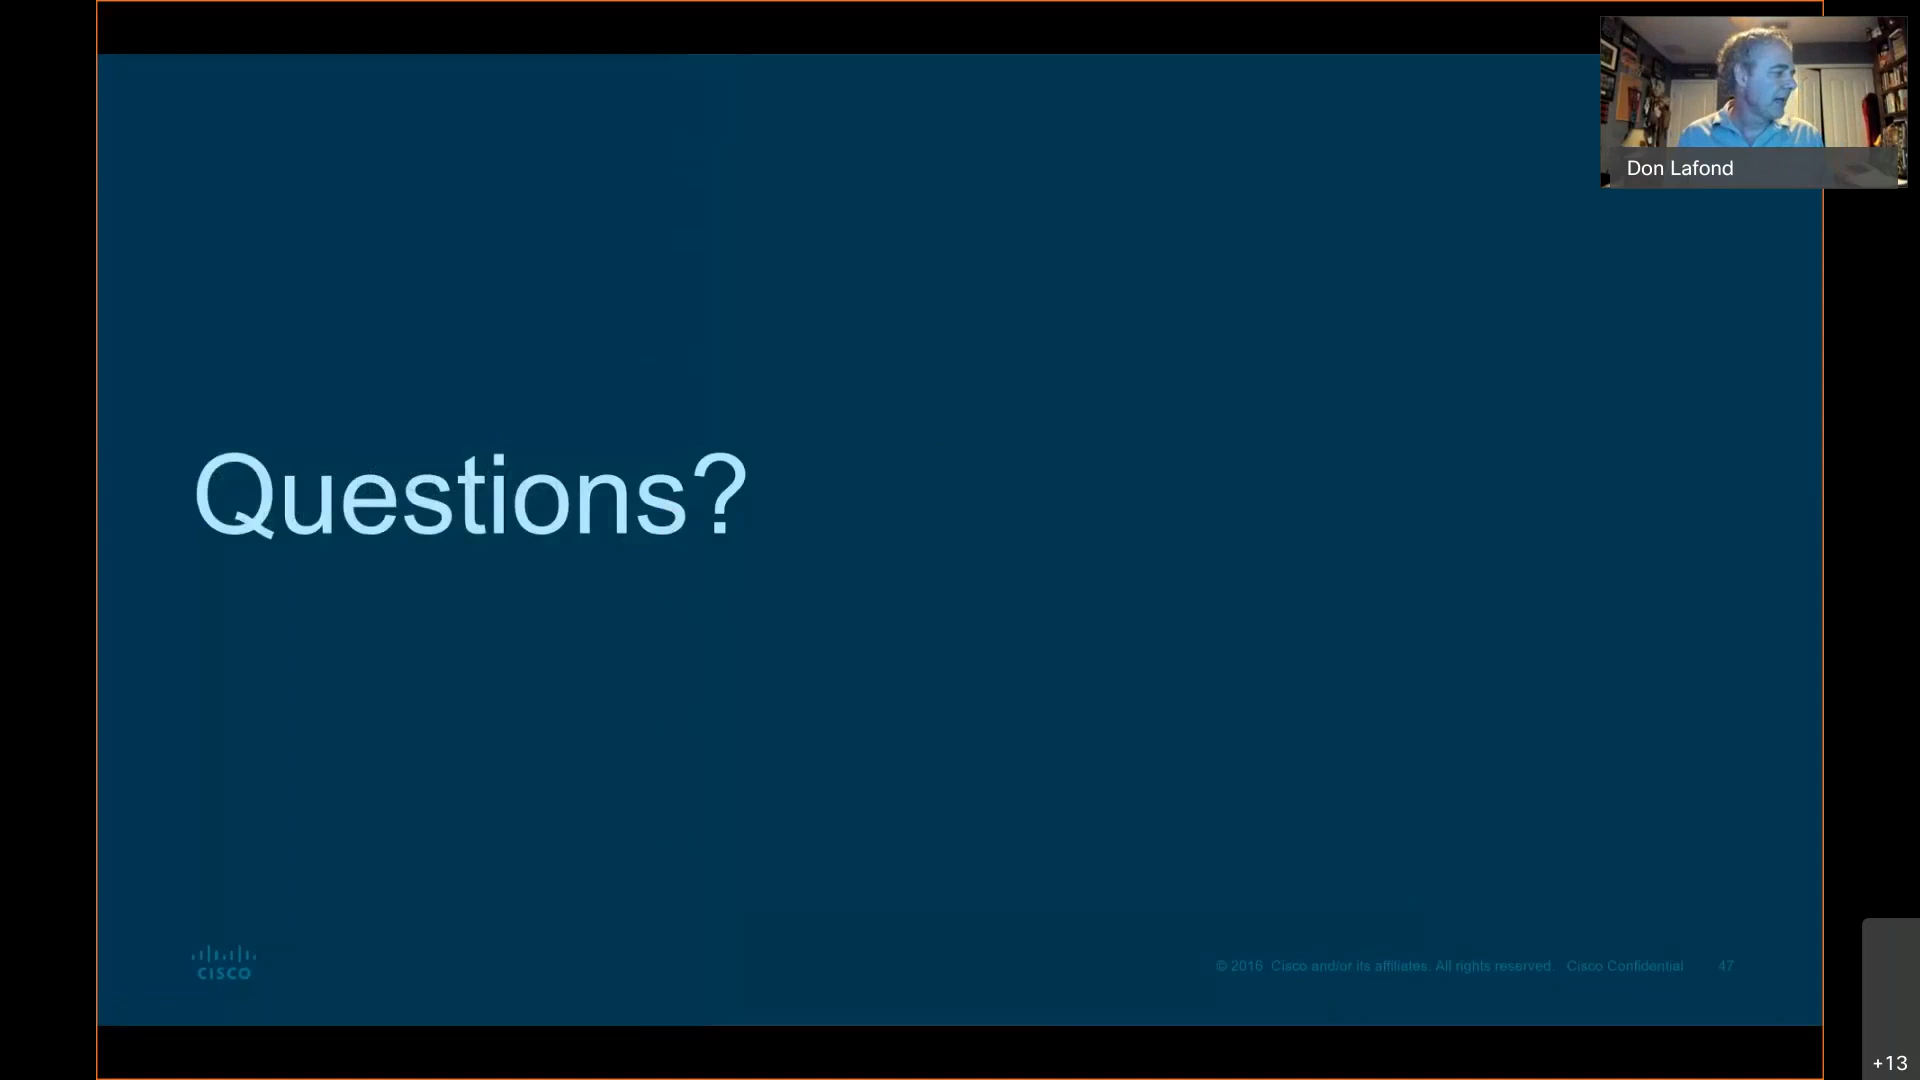 Don Lafond
Questions?
CISCO
© 2016 Cisco and/or its affiliates. All rights reserved. Cisco Confidential 47
+13